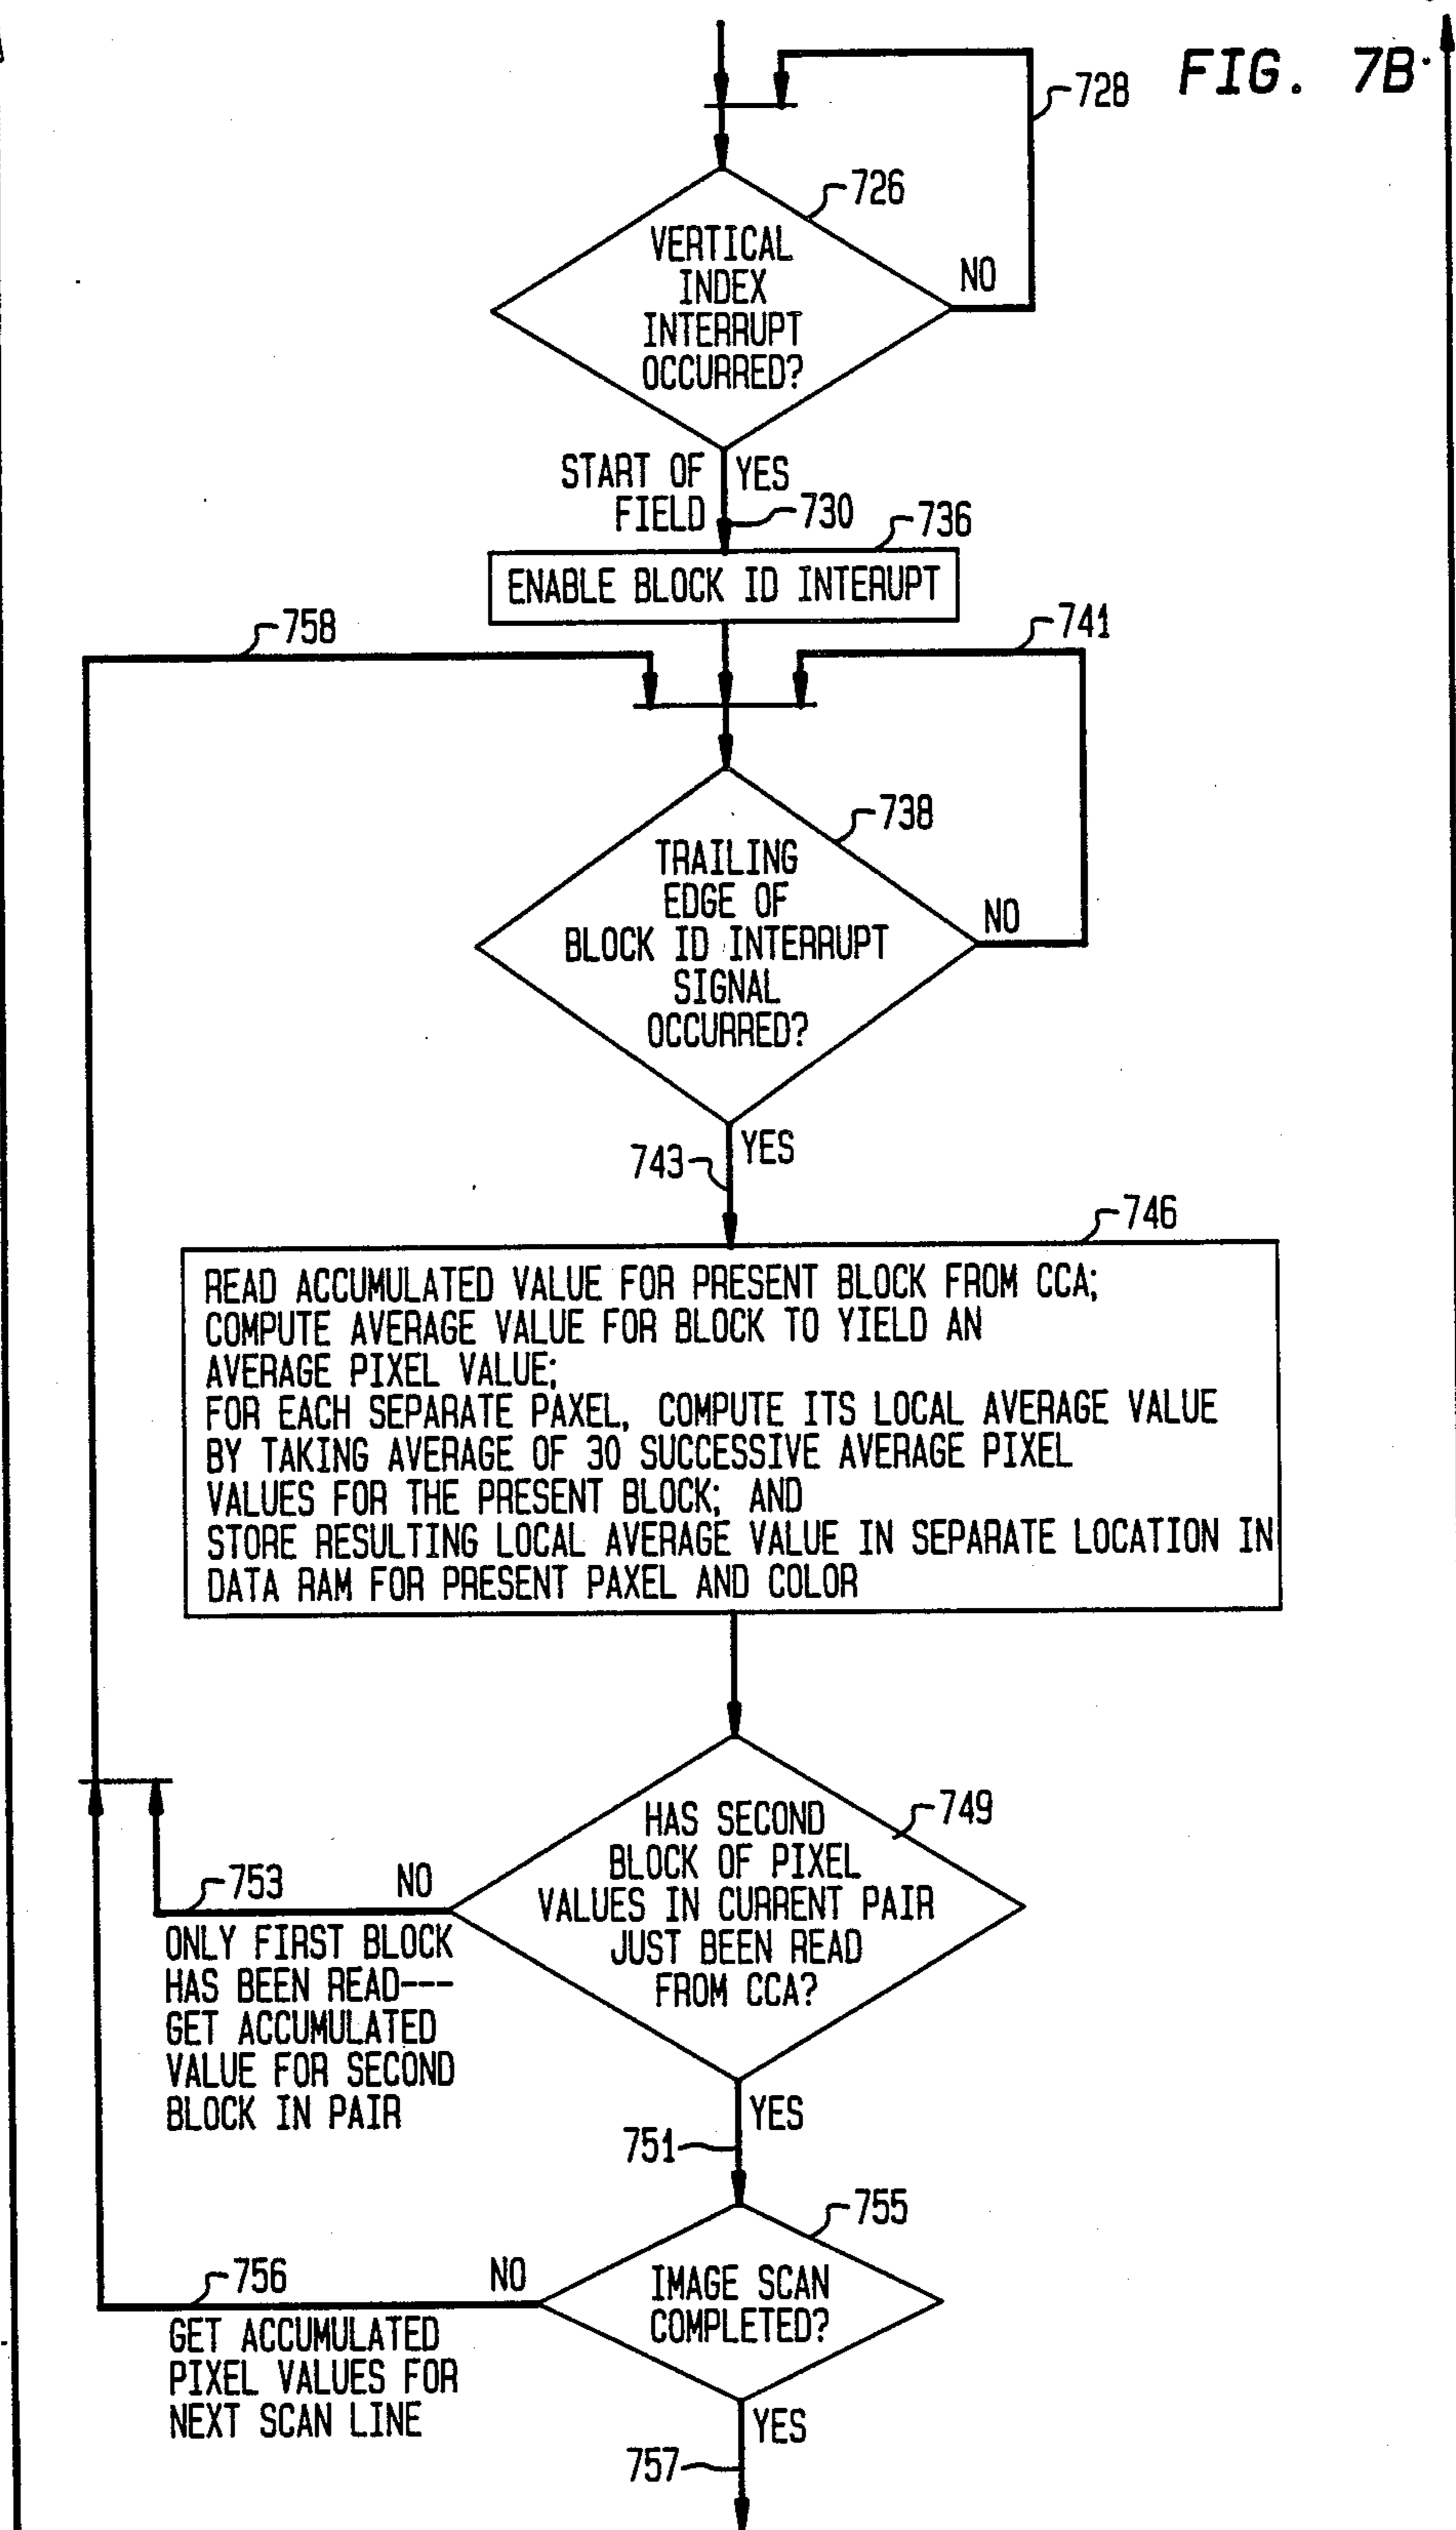 FIG. 7B
728
726
VERTICAL
INDEX
INTERRUPT
OCCURRED?
NO
START OF
FIELD
YES
730
736
ENABLE BLOCK ID INTERUPT
758
741
738
TRAILING
EDGE OF
BLOCK ID INTERRUPT
SIGNAL
OCCURRED?
NO
743
YES
746
READ ACCUMULATED VALUE FOR PRESENT BLOCK FROM CCA;
COMPUTE AVERAGE VALUE FOR BLOCK TO YIELD AN
AVERAGE PIXEL VALUE;
FOR EACH SEPARATE PAXEL, COMPUTE ITS LOCAL AVERAGE VALUE
BY TAKING AVERAGE OF 30 SUCCESSIVE AVERAGE PIXEL
VALUES FOR THE PRESENT BLOCK; AND
STORE RESULTING LOCAL AVERAGE VALUE IN SEPARATE LOCATION IN
DATA RAM FOR PRESENT PAXEL AND COLOR
749
HAS SECOND
BLOCK OF PIXEL
VALUES IN CURRENT PAIR
JUST BEEN READ
FROM CCA?
753
NO
ONLY FIRST BLOCK
HAS BEEN READ---
GET ACCUMULATED
VALUE FOR SECOND
BLOCK IN PAIR
YES
751
755
IMAGE SCAN
COMPLETED?
756
NO
GET ACCUMULATED
PIXEL VALUES FOR
NEXT SCAN LINE
YES
757